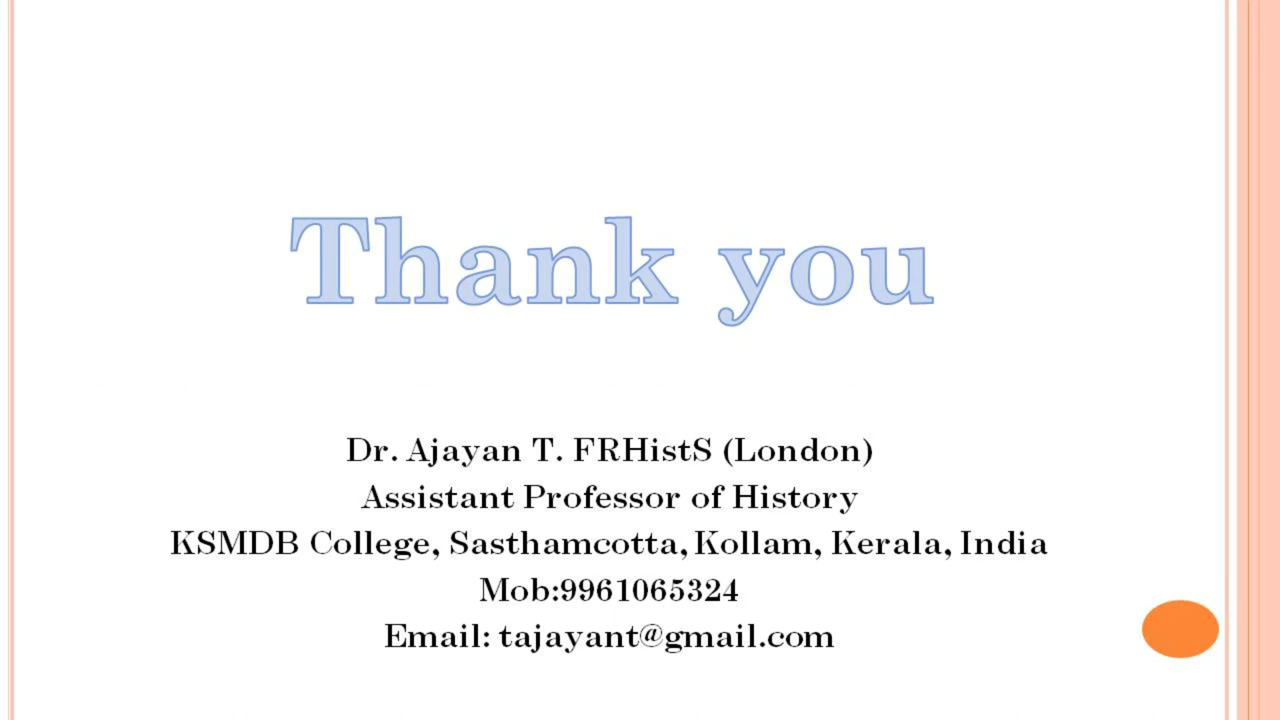 Thank you
Dr. Ajayan T. FRHistS (London)
Assistant Professor of History
KSMDB College, Sasthamcotta, Kollam, Kerala, India
Mob:9961065324
Email: tajayant@gmail.com